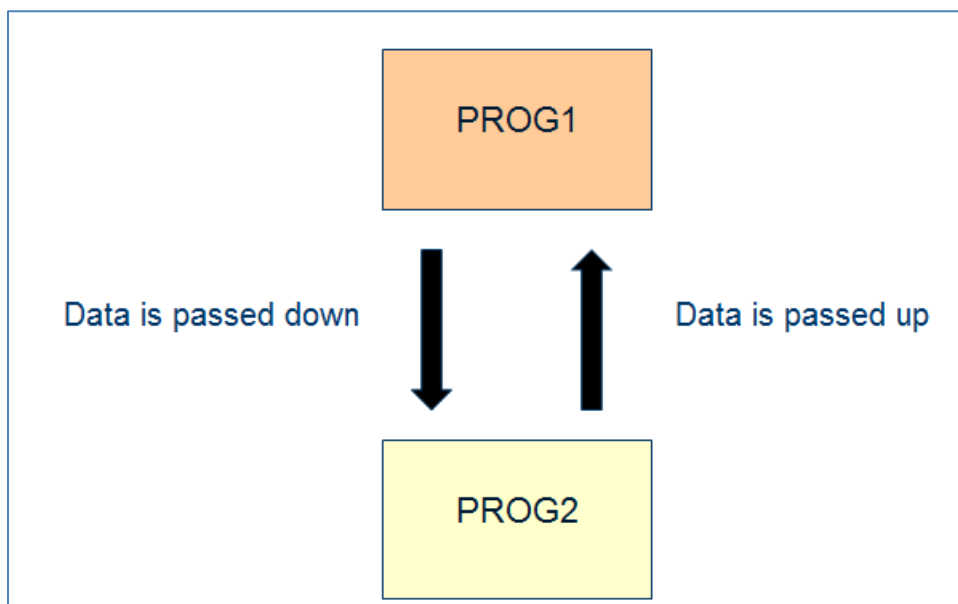 PROG1
Data is passed down
Data is passed up
PROG2